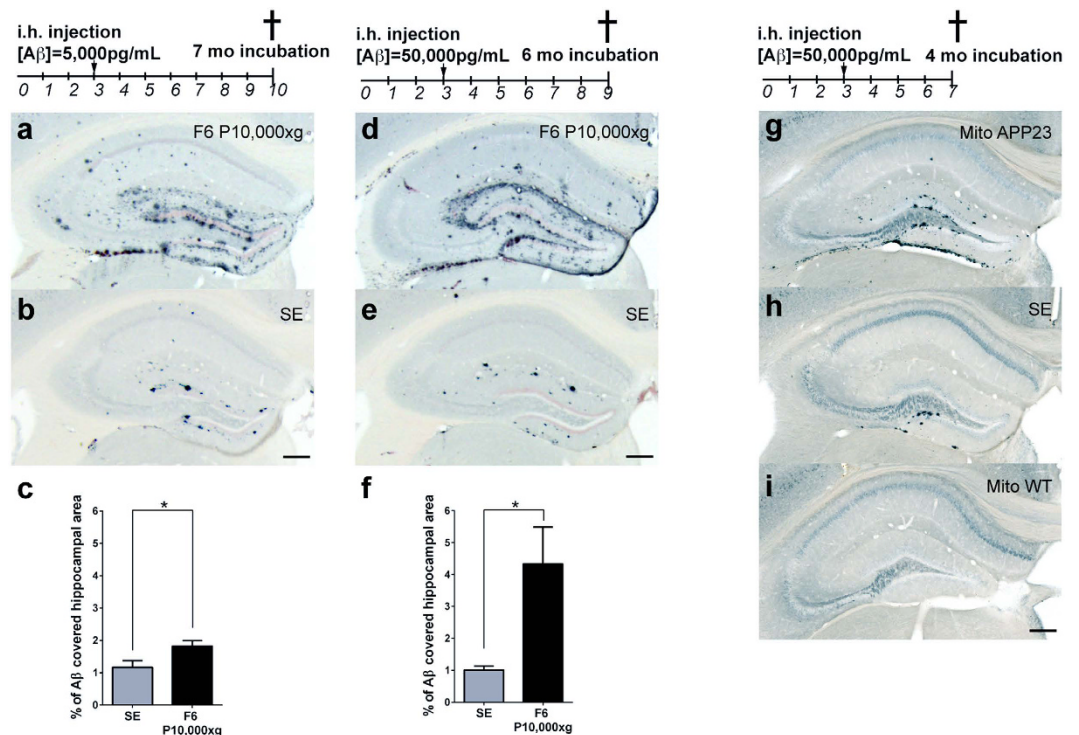 i.h. injection
[Aβ]=5,000pg/mL
7 mo incubation
0 1 2 3 4 5 6 7 8 9 10
a
F6 P10,000xg
b
SE
c
% of Aβ covered hippocampal area
6
5
4
3
2
1
0
*
SE
F6
P10,000xg
i.h. injection
[Aβ]=50,000pg/mL
6 mo incubation
0 1 2 3 4 5 6 7 8 9
d
F6 P10,000xg
e
SE
f
% of Aβ covered hippocampal area
6
5
4
3
2
1
0
*
SE
F6
P10,000xg
i.h. injection
[Aβ]=50,000pg/mL
4 mo incubation
0 1 2 3 4 5 6 7
g
Mito APP23
h
SE
i
Mito WT